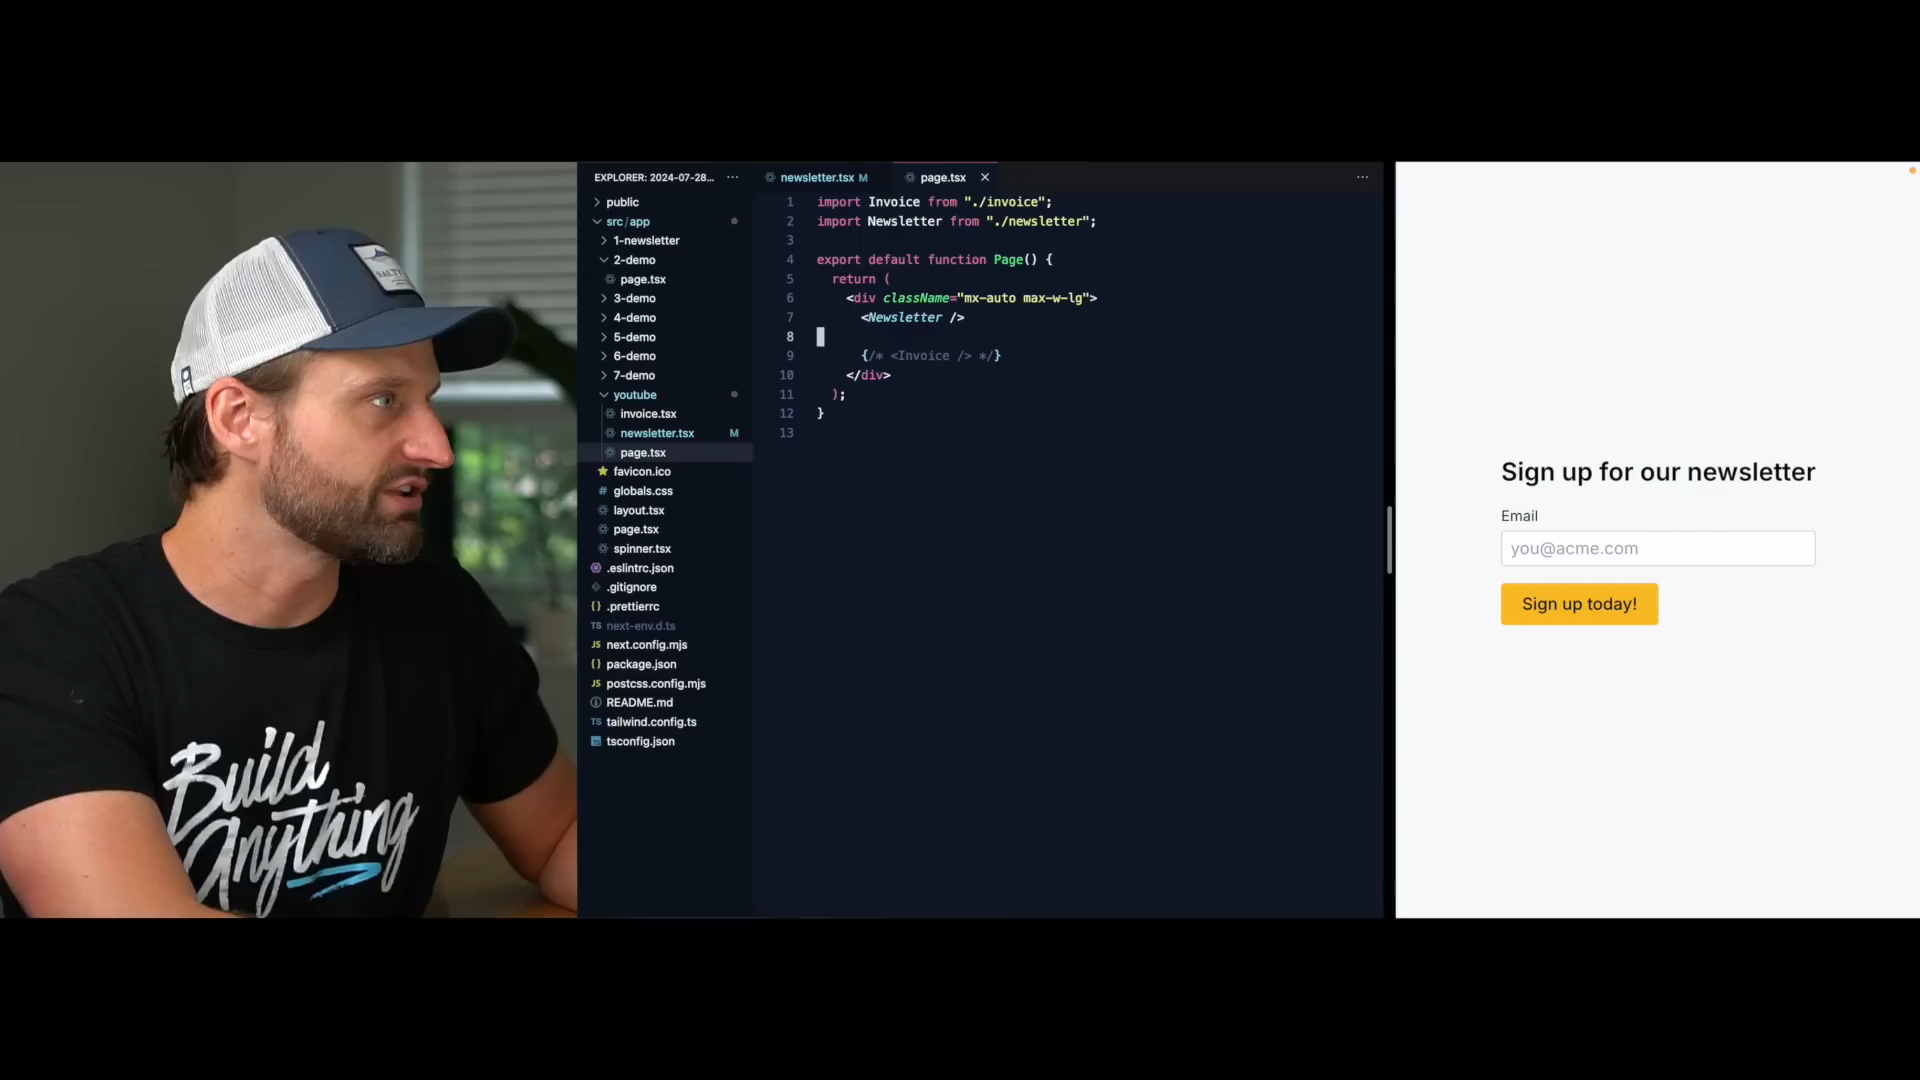 SALTY
Build
Anything
EXPLORER: 2024-07-28... ...
public
src/app
1-newsletter
2-demo
page.tsx
3-demo
4-demo
5-demo
6-demo
7-demo
youtube
invoice.tsx
newsletter.tsx M
page.tsx
favicon.ico
# globals.css
layout.tsx
page.tsx
spinner.tsx
.eslintrc.json
.gitignore
{} .prettierrc
TS next-env.d.ts
JS next.config.mjs
{} package.json
JS postcss.config.mjs
README.md
TS tailwind.config.ts
tsconfig.json
newsletter.tsx M page.tsx
1 import Invoice from "./invoice";
2 import Newsletter from "./newsletter";
3
4 export default function Page() {
5 return (
6 <div className="mx-auto max-w-lg">
7 <Newsletter />
8
9 {/* <Invoice /> */}
10 </div>
11 );
12 }
13
Sign up for our newsletter
Email
you@acme.com
Sign up today!